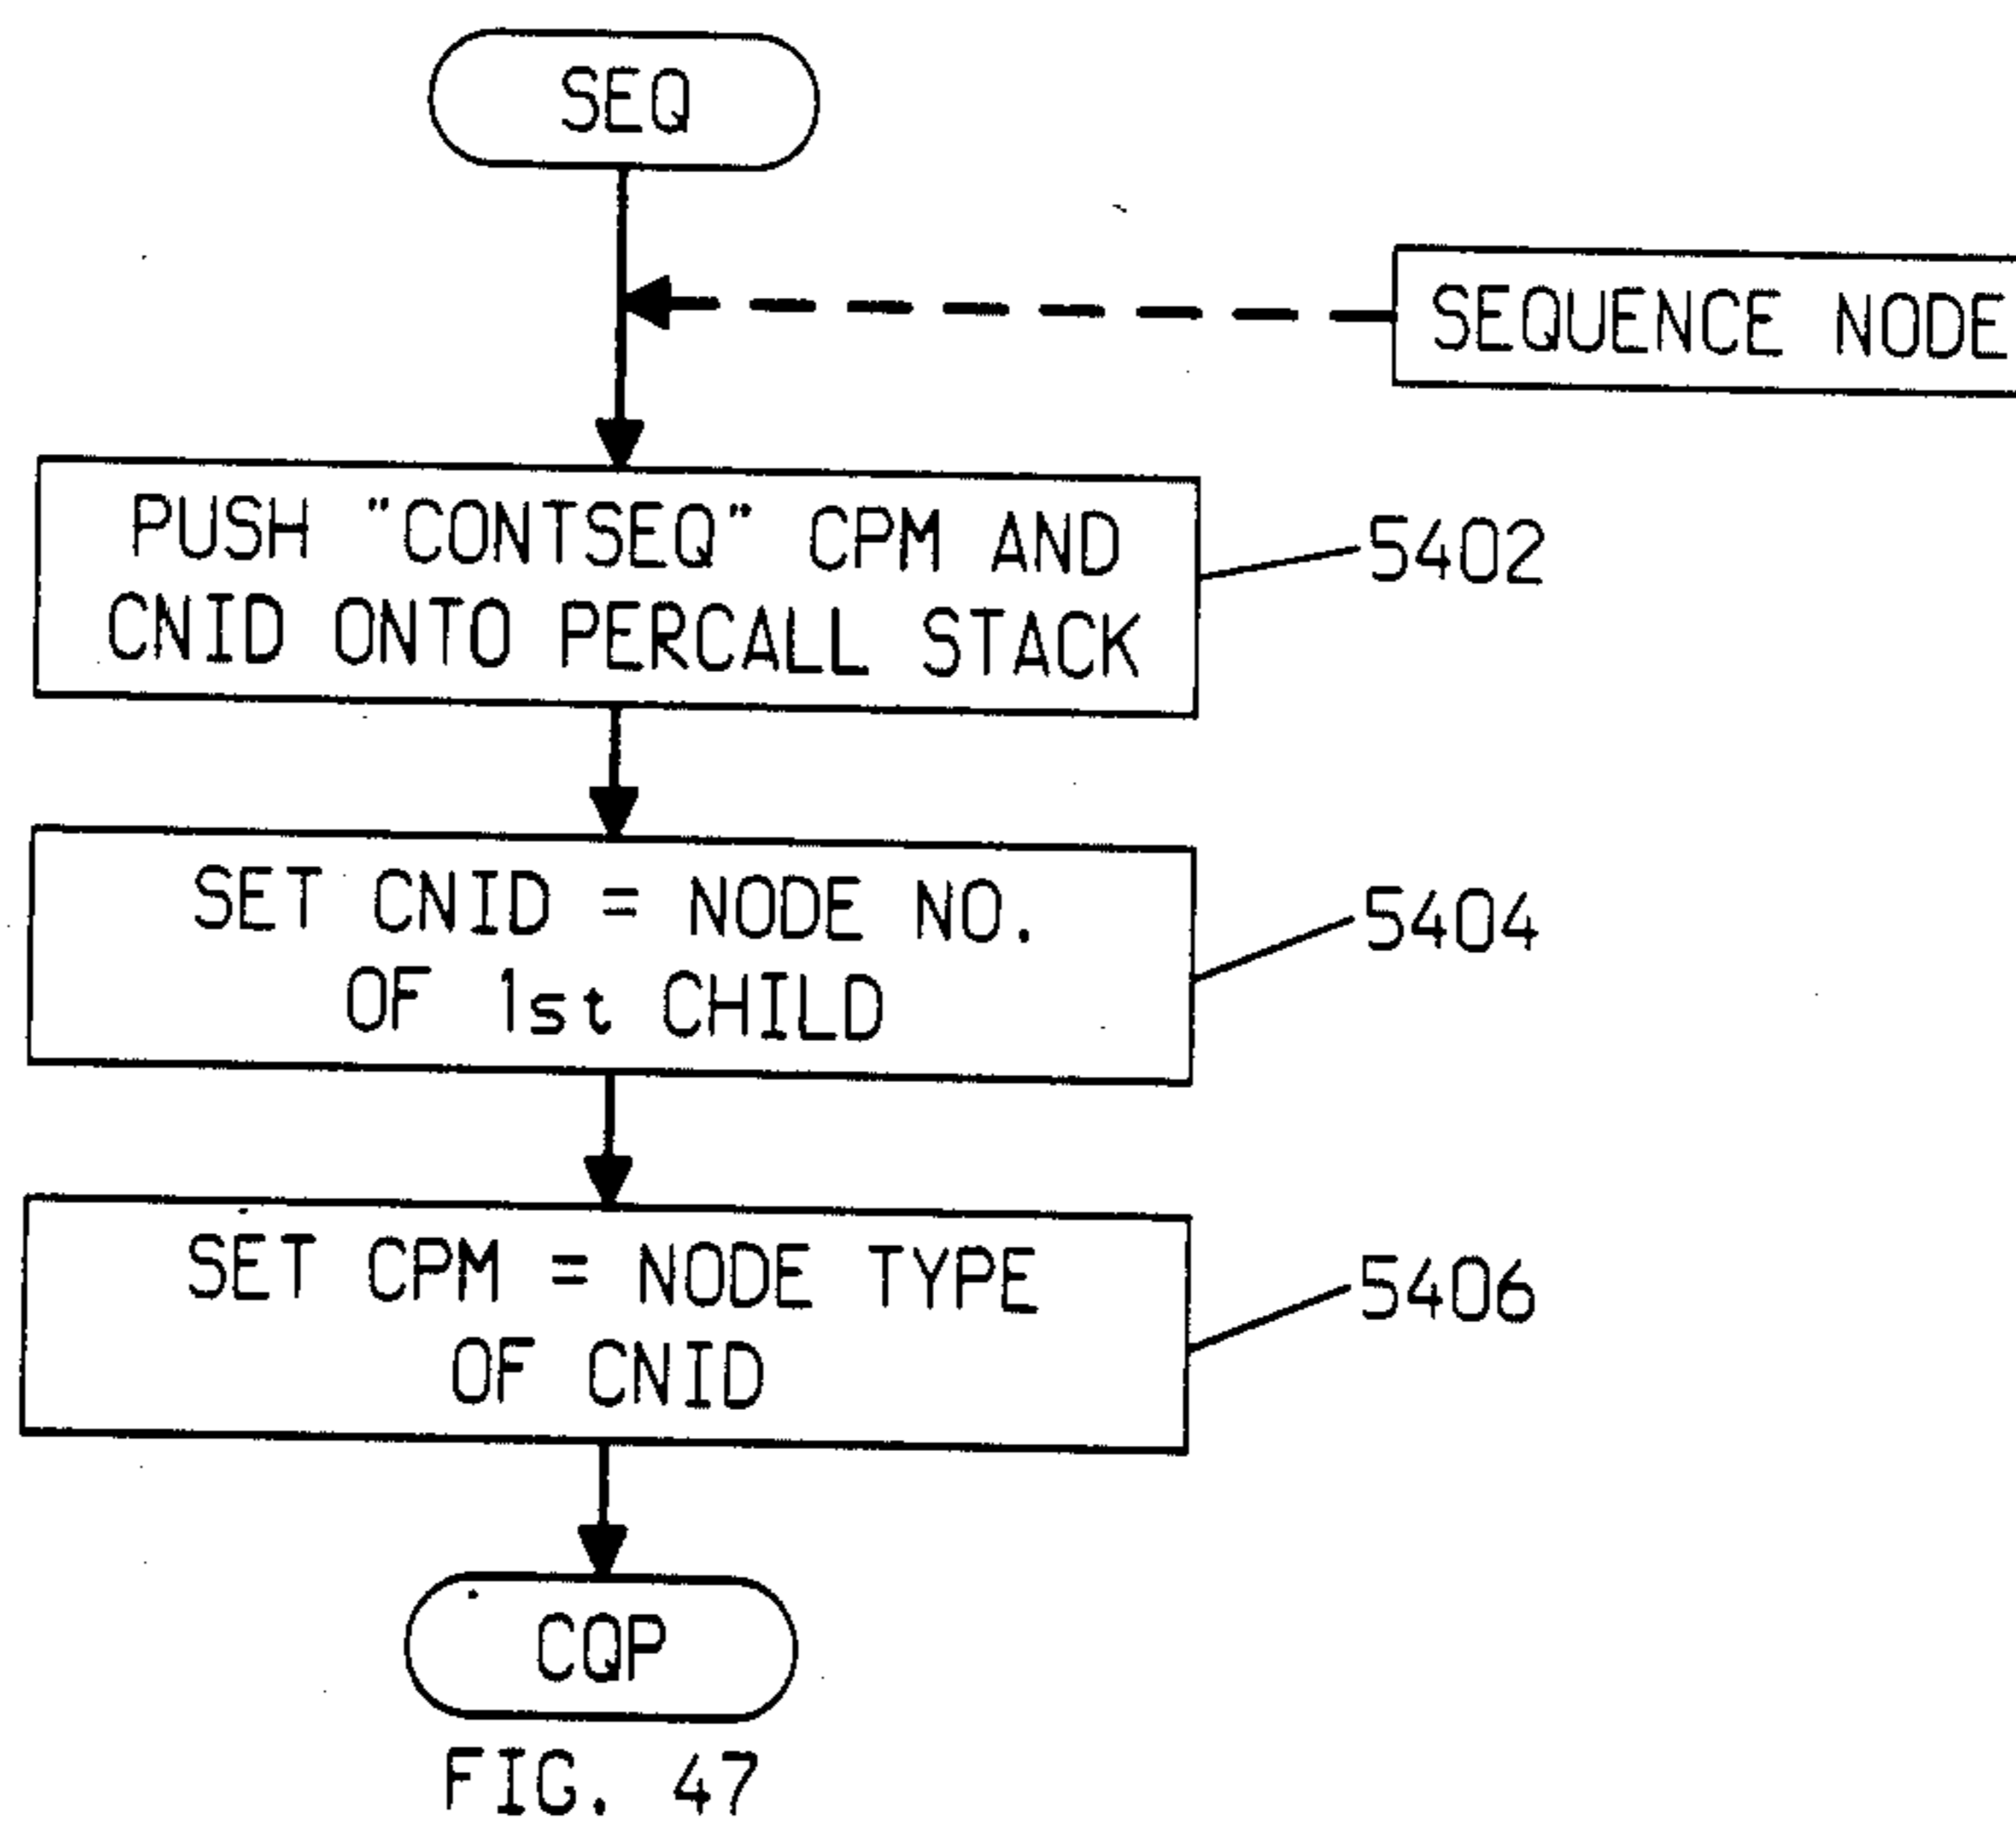 SEQ
SEQUENCE NODE
PUSH "CONTSEQ" CPM AND
CNID ONTO PERCALL STACK
5402
SET CNID = NODE NO.
OF 1st CHILD
5404
SET CPM = NODE TYPE
OF CNID
5406
CQP
FIG. 47